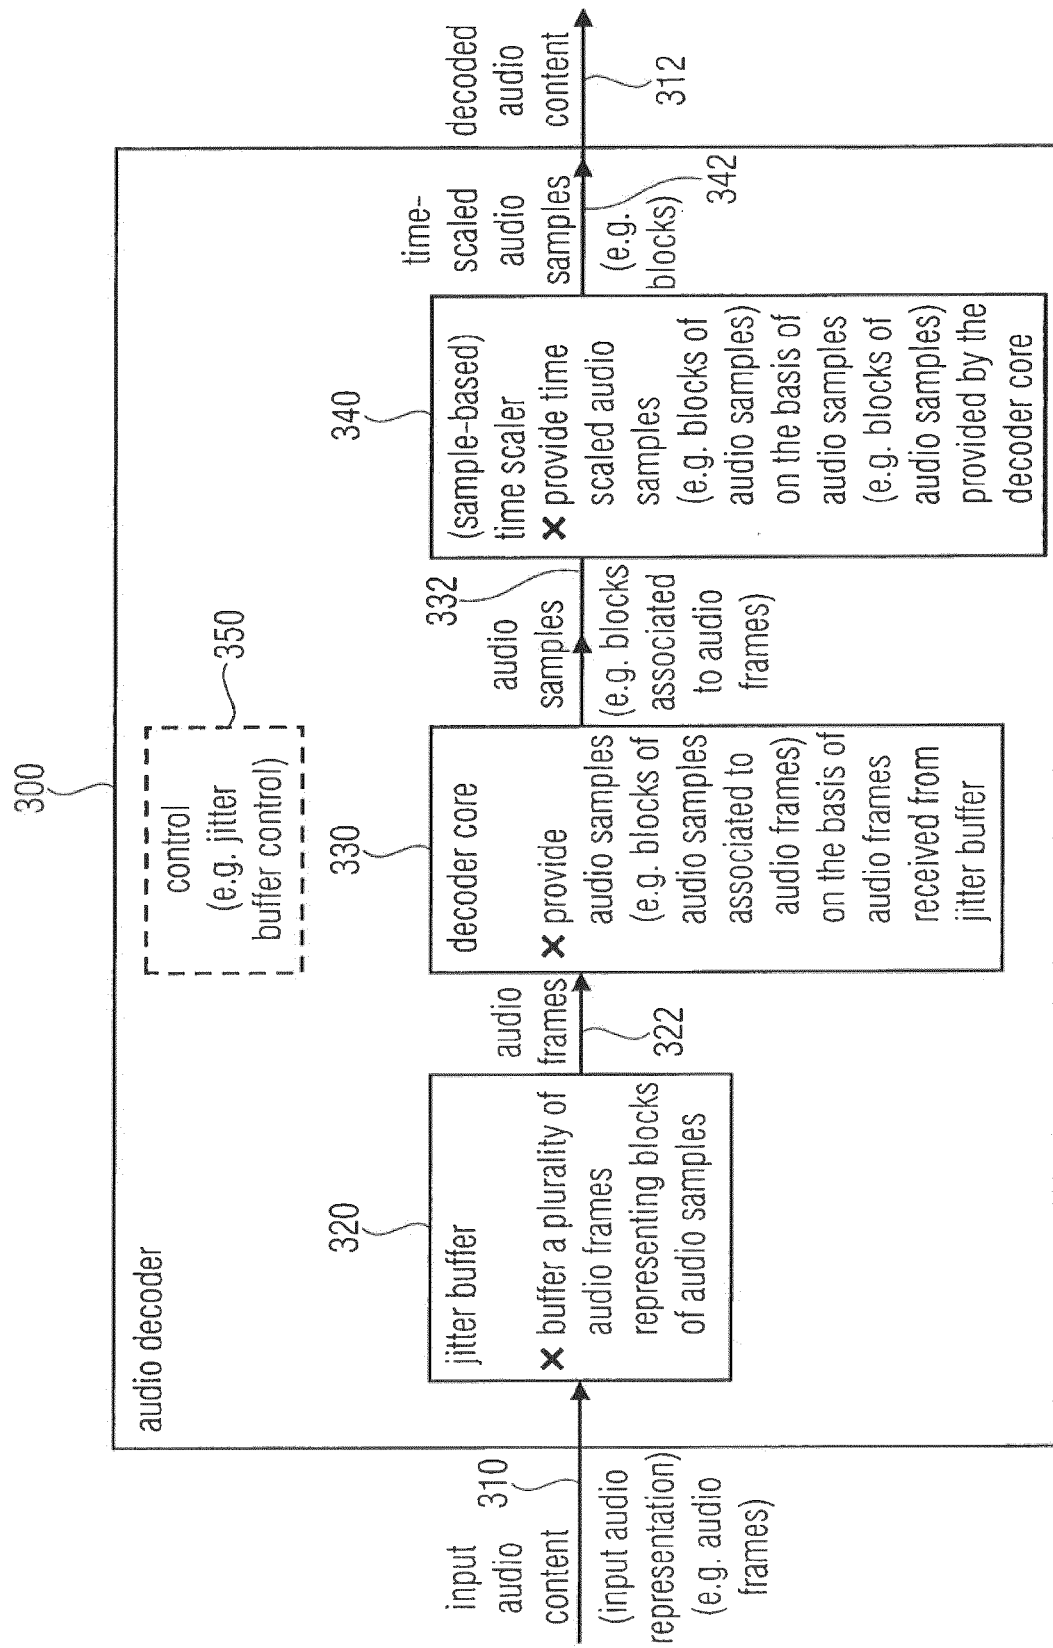 300
audio decoder
control
(e.g. jitter
buffer control)
350
input
audio
content
310
(input audio
representation)
(e.g. audio
frames)
320
jitter buffer
× buffer a plurality of
audio frames
representing blocks
of audio samples
audio
frames
322
330
decoder core
× provide
audio samples
(e.g. blocks of
audio samples
associated to
audio frames)
on the basis of
audio frames
received from
jitter buffer
332
audio
samples
(e.g. blocks
associated
to audio
frames)
340
(sample-based)
time scaler
× provide time
scaled audio
samples
(e.g. blocks of
audio samples)
on the basis of
audio samples
(e.g. blocks of
audio samples)
provided by the
decoder core
time-
scaled
audio
samples
(e.g.
blocks)
342
decoded
audio
content
312